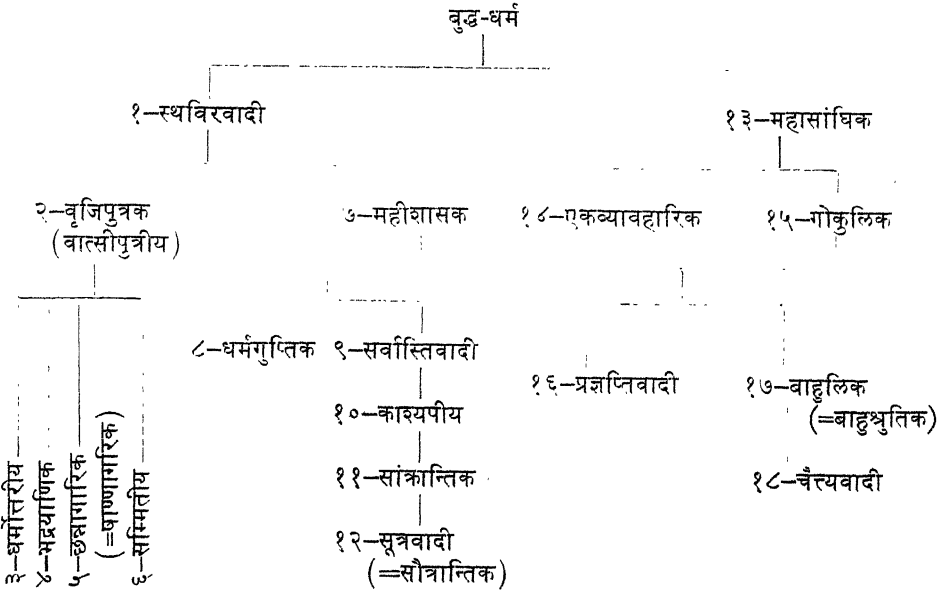 बुद्ध-धर्म
१–स्थविरवादी
१३–महासांघिक
२–वृजिपुत्रक
(वात्सीपुत्रीय)
७–महीशासक
१४–एकव्यावहारिक
१५–गोकुलिक
८–धर्मगुप्तिक
९–सर्वास्तिवादी
१६–प्रज्ञप्तिवादी
१७–बाहुलिक
(=बाहुश्रुतिक)
१०–काश्यपीय
११–सांक्रान्तिक
१८–चैत्त्यवादी
१२–सूत्रवादी
(=सौत्रान्तिक)
३–धर्मोत्तरीय
४–भद्रयाणिक
५–छन्नागारिक
(=षाण्णागरिक)
६–सम्मितीय